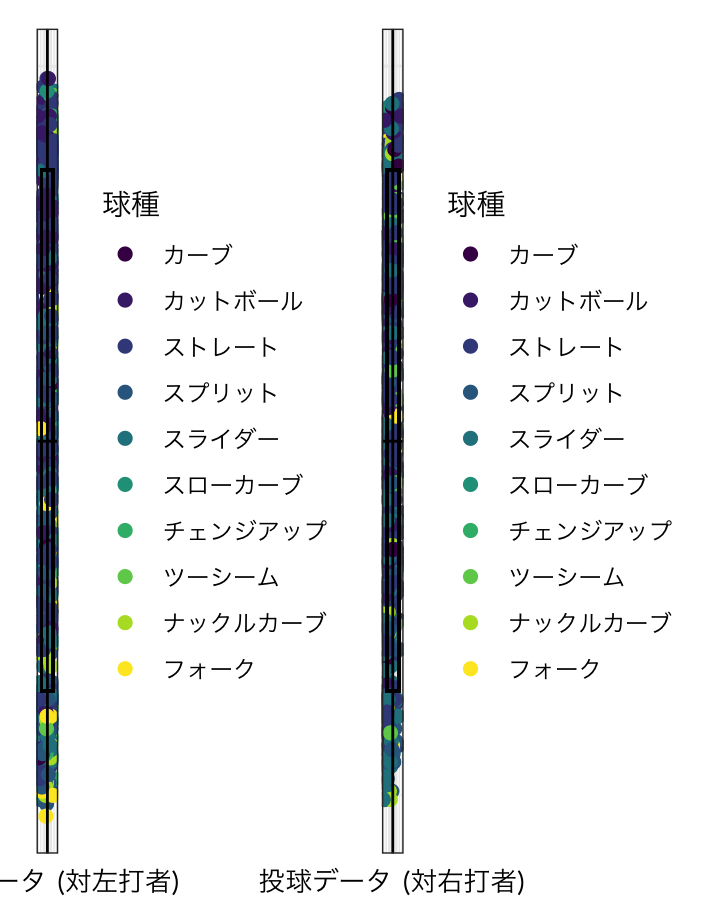 球種
カーブ
カットボール
ストレート
スプリット
スライダー
スローカーブ
チェンジアップ
ツーシーム
ナックルカーブ
フォーク
ータ (対左打者)
球種
カーブ
カットボール
ストレート
スプリット
スライダー
スローカーブ
チェンジアップ
ツーシーム
ナックルカーブ
フォーク
投球データ (対右打者)